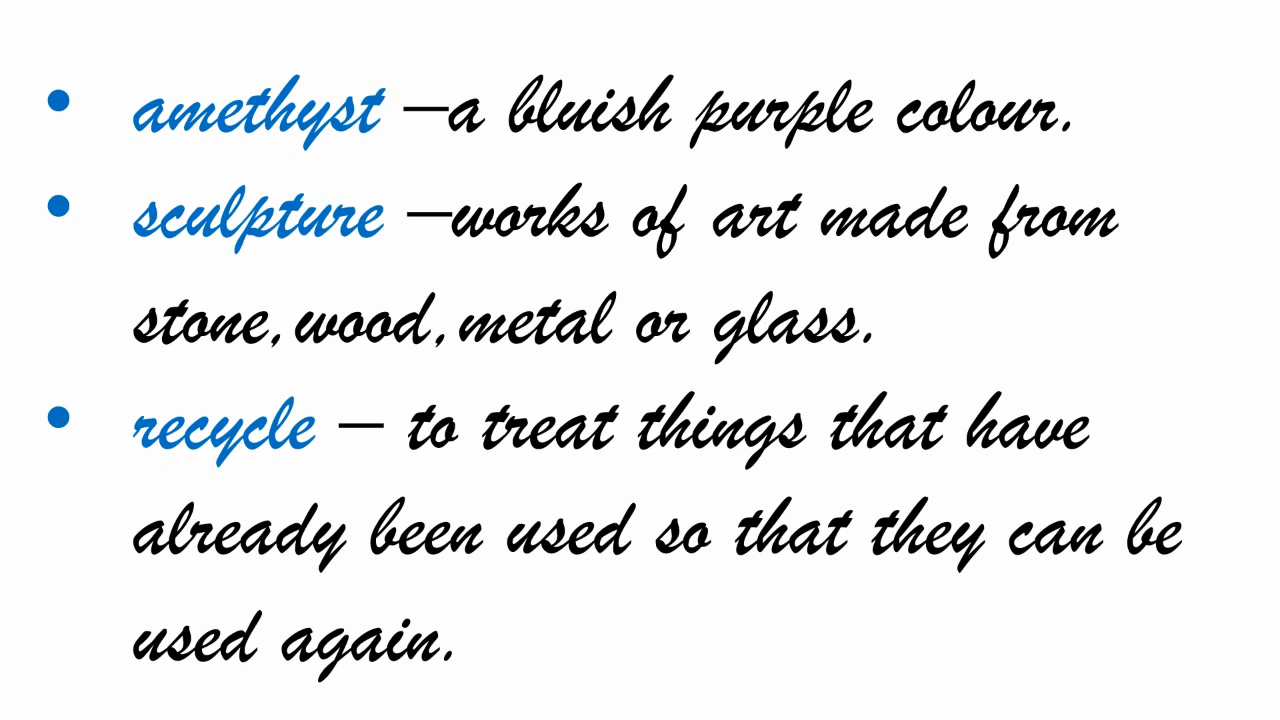 • amethyst –a bluish purple colour.
• sculpture –works of art made from
stone,wood,metal or glass.
• recycle – to treat things that have
already been used so that they can be
used again.